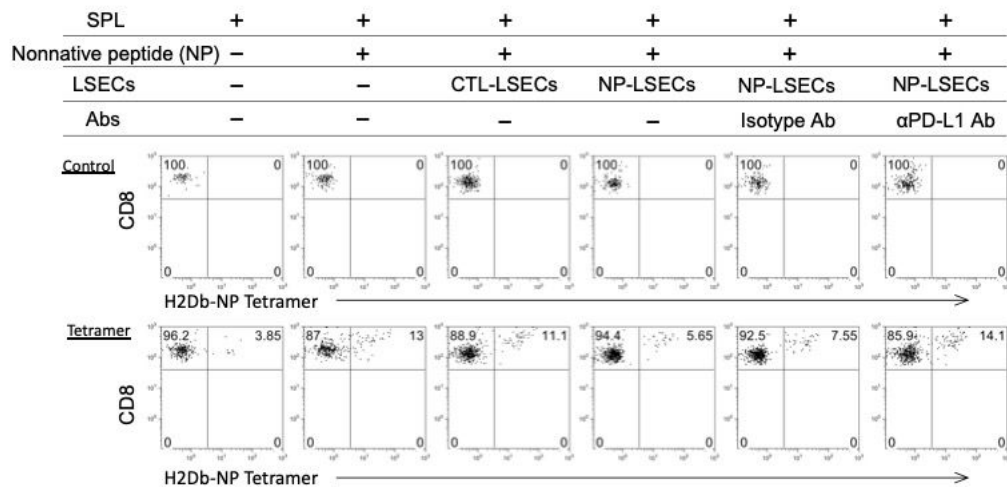 SPL + + + + + +
Nonnative peptide (NP) – + + + + +
LSECs – – CTL-LSECs NP-LSECs NP-LSECs NP-LSECs
Abs – – – – Isotype Ab αPD-L1 Ab
Control
100 0 100 0 100 0 100 0 100 0 100 0
CD8
0 0 0 0 0 0 0 0 0 0 0 0
H2Db-NP Tetramer
Tetramer
96.2 3.85 87 13 88.9 11.1 94.4 5.65 92.5 7.55 85.9 14.1
CD8
0 0 0 0 0 0 0 0 0 0 0 0
H2Db-NP Tetramer